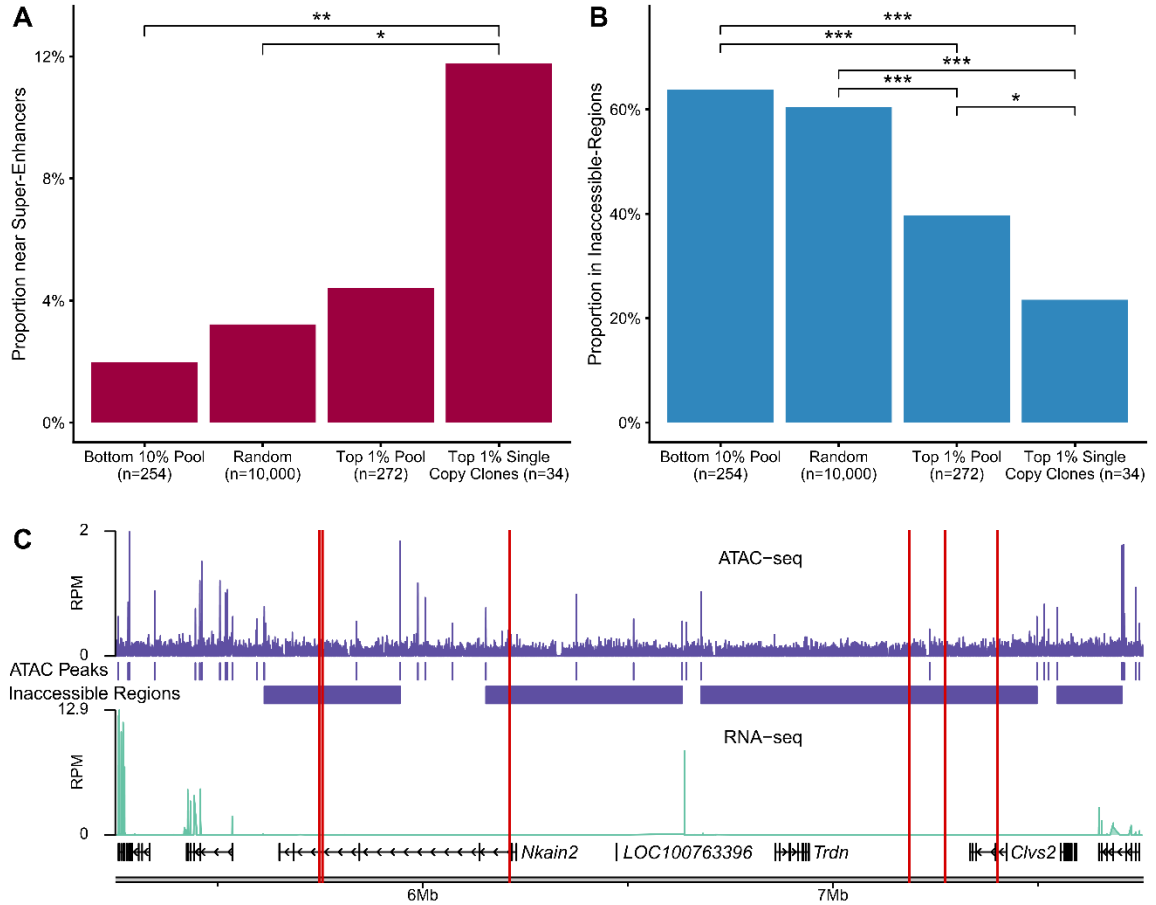 A
**
*
Proportion near Super-Enhancers
12%
8%
4%
0%
Bottom 10% Pool
(n=254)
Random
(n=10,000)
Top 1% Pool
(n=272)
Top 1% Single
Copy Clones (n=34)
B
***
***
***
***
*
Proportion in Inaccessible-Regions
60%
40%
20%
0%
Bottom 10% Pool
(n=254)
Random
(n=10,000)
Top 1% Pool
(n=272)
Top 1% Single
Copy Clones (n=34)
C
2
RPM
0
ATAC-seq
ATAC Peaks
Inaccessible Regions
12.9
RPM
0
RNA-seq
Nkain2
LOC100763396
Trdn
Clvs2
6Mb
7Mb